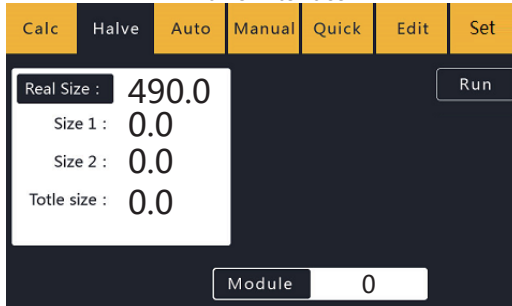 Calc Halve Auto Manual Quick Edit Set
Real Size : 490.0
Run
Size 1 : 0.0
Size 2 : 0.0
Totle size : 0.0
Module 0